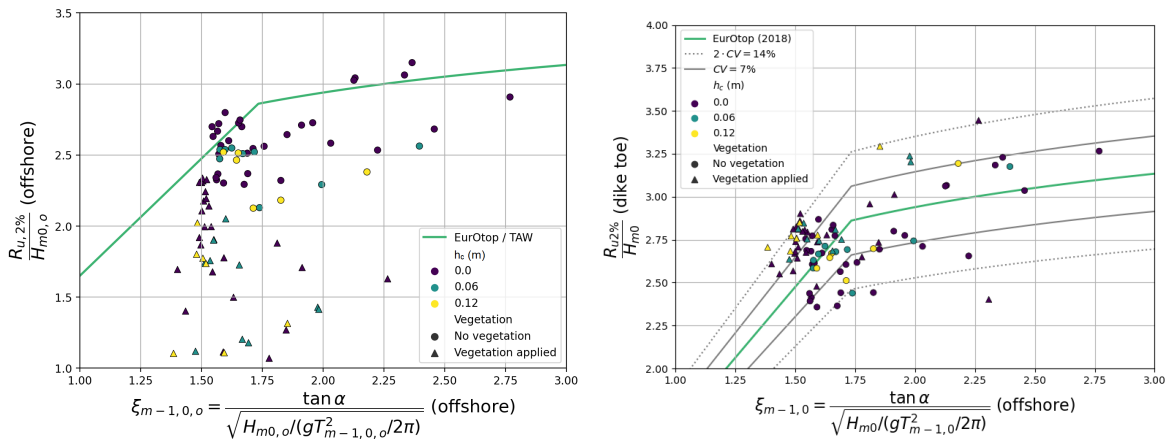 3.5
3.0
2.5
2.0
1.5
1.0
1.00
1.25
1.50
1.75
2.00
2.25
2.50
2.75
3.00
R_{u, 2%} / H_{m0, o} (offshore)
ξ_{m−1, 0, o} = tan α / √(H_{m0, o}/(gT²_{m−1, 0, o}/2π)) (offshore)
EurOtop / TAW
h_c (m)
0.0
0.06
0.12
Vegetation
No vegetation
Vegetation applied
4.00
3.75
3.50
3.25
3.00
2.75
2.50
2.25
2.00
1.00
1.25
1.50
1.75
2.00
2.25
2.50
2.75
3.00
R_{u2%} / H_{m0} (dike toe)
ξ_{m−1, 0} = tan α / √(H_{m0}/(gT²_{m−1, 0}/2π)) (offshore)
EurOtop (2018)
2 · CV = 14%
CV = 7%
h_c (m)
0.0
0.06
0.12
Vegetation
No vegetation
Vegetation applied